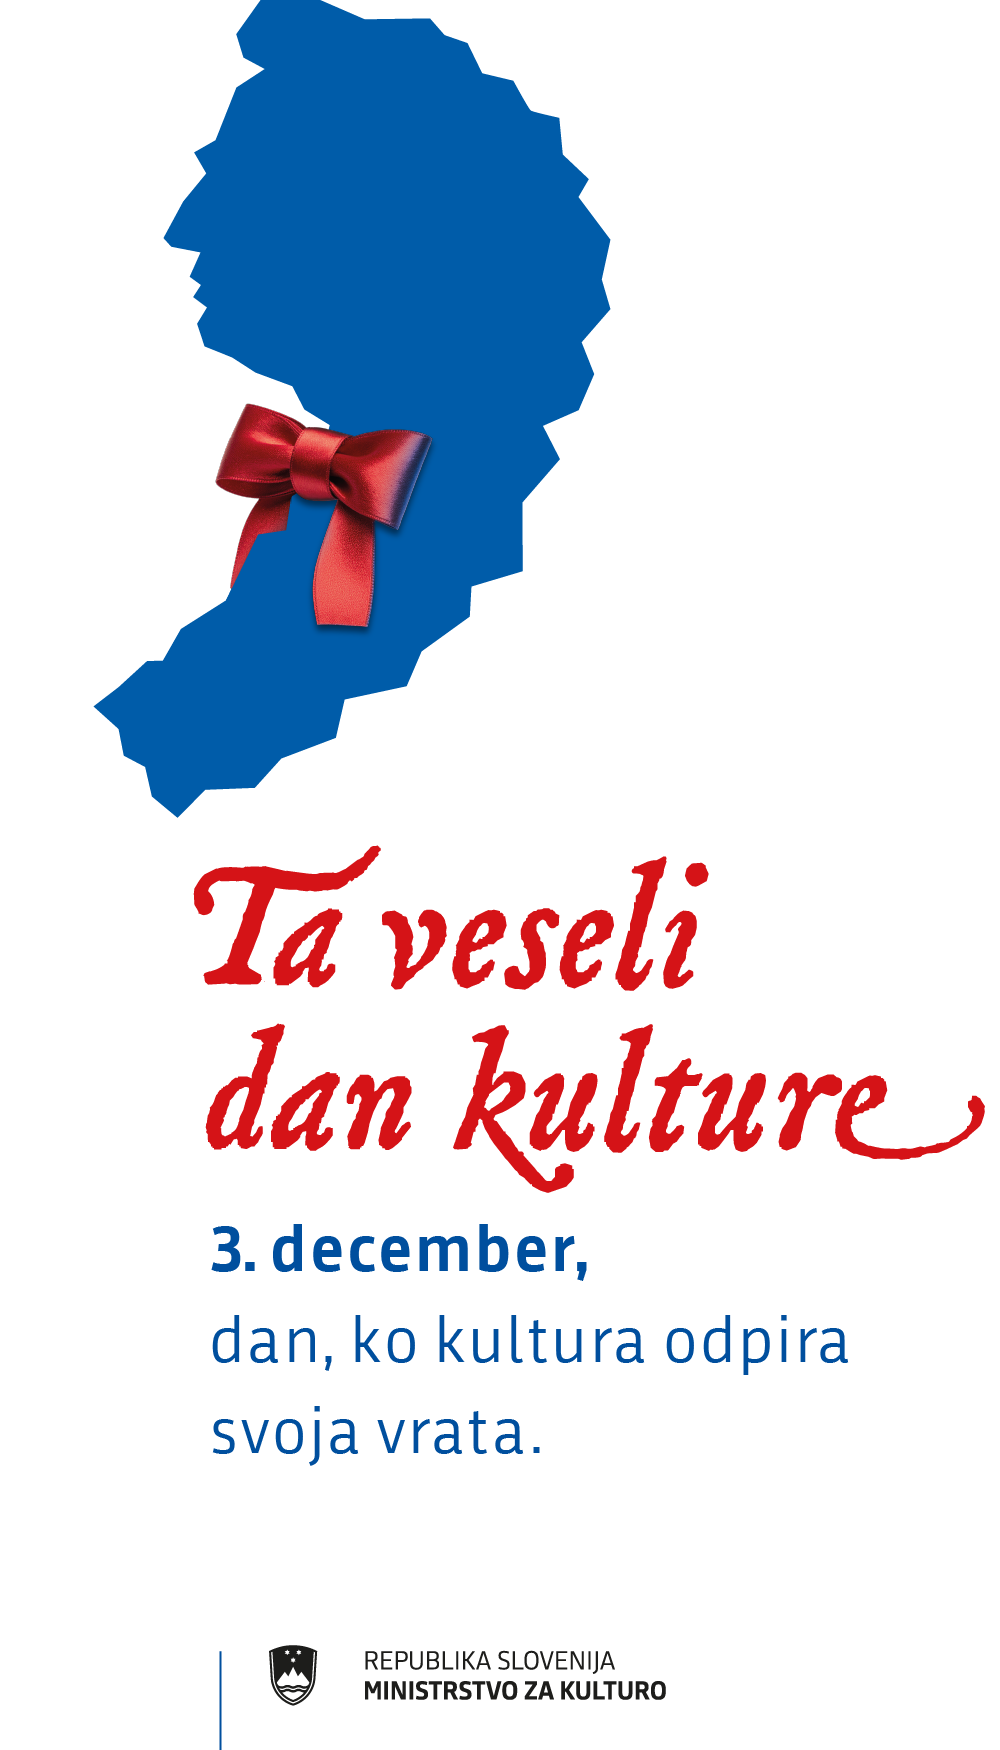 Ta veseli
dan kulture
3. december,
dan, ko kultura odpira
svoja vrata.
REPUBLIKA SLOVENIJA
MINISTRSTVO ZA KULTURO